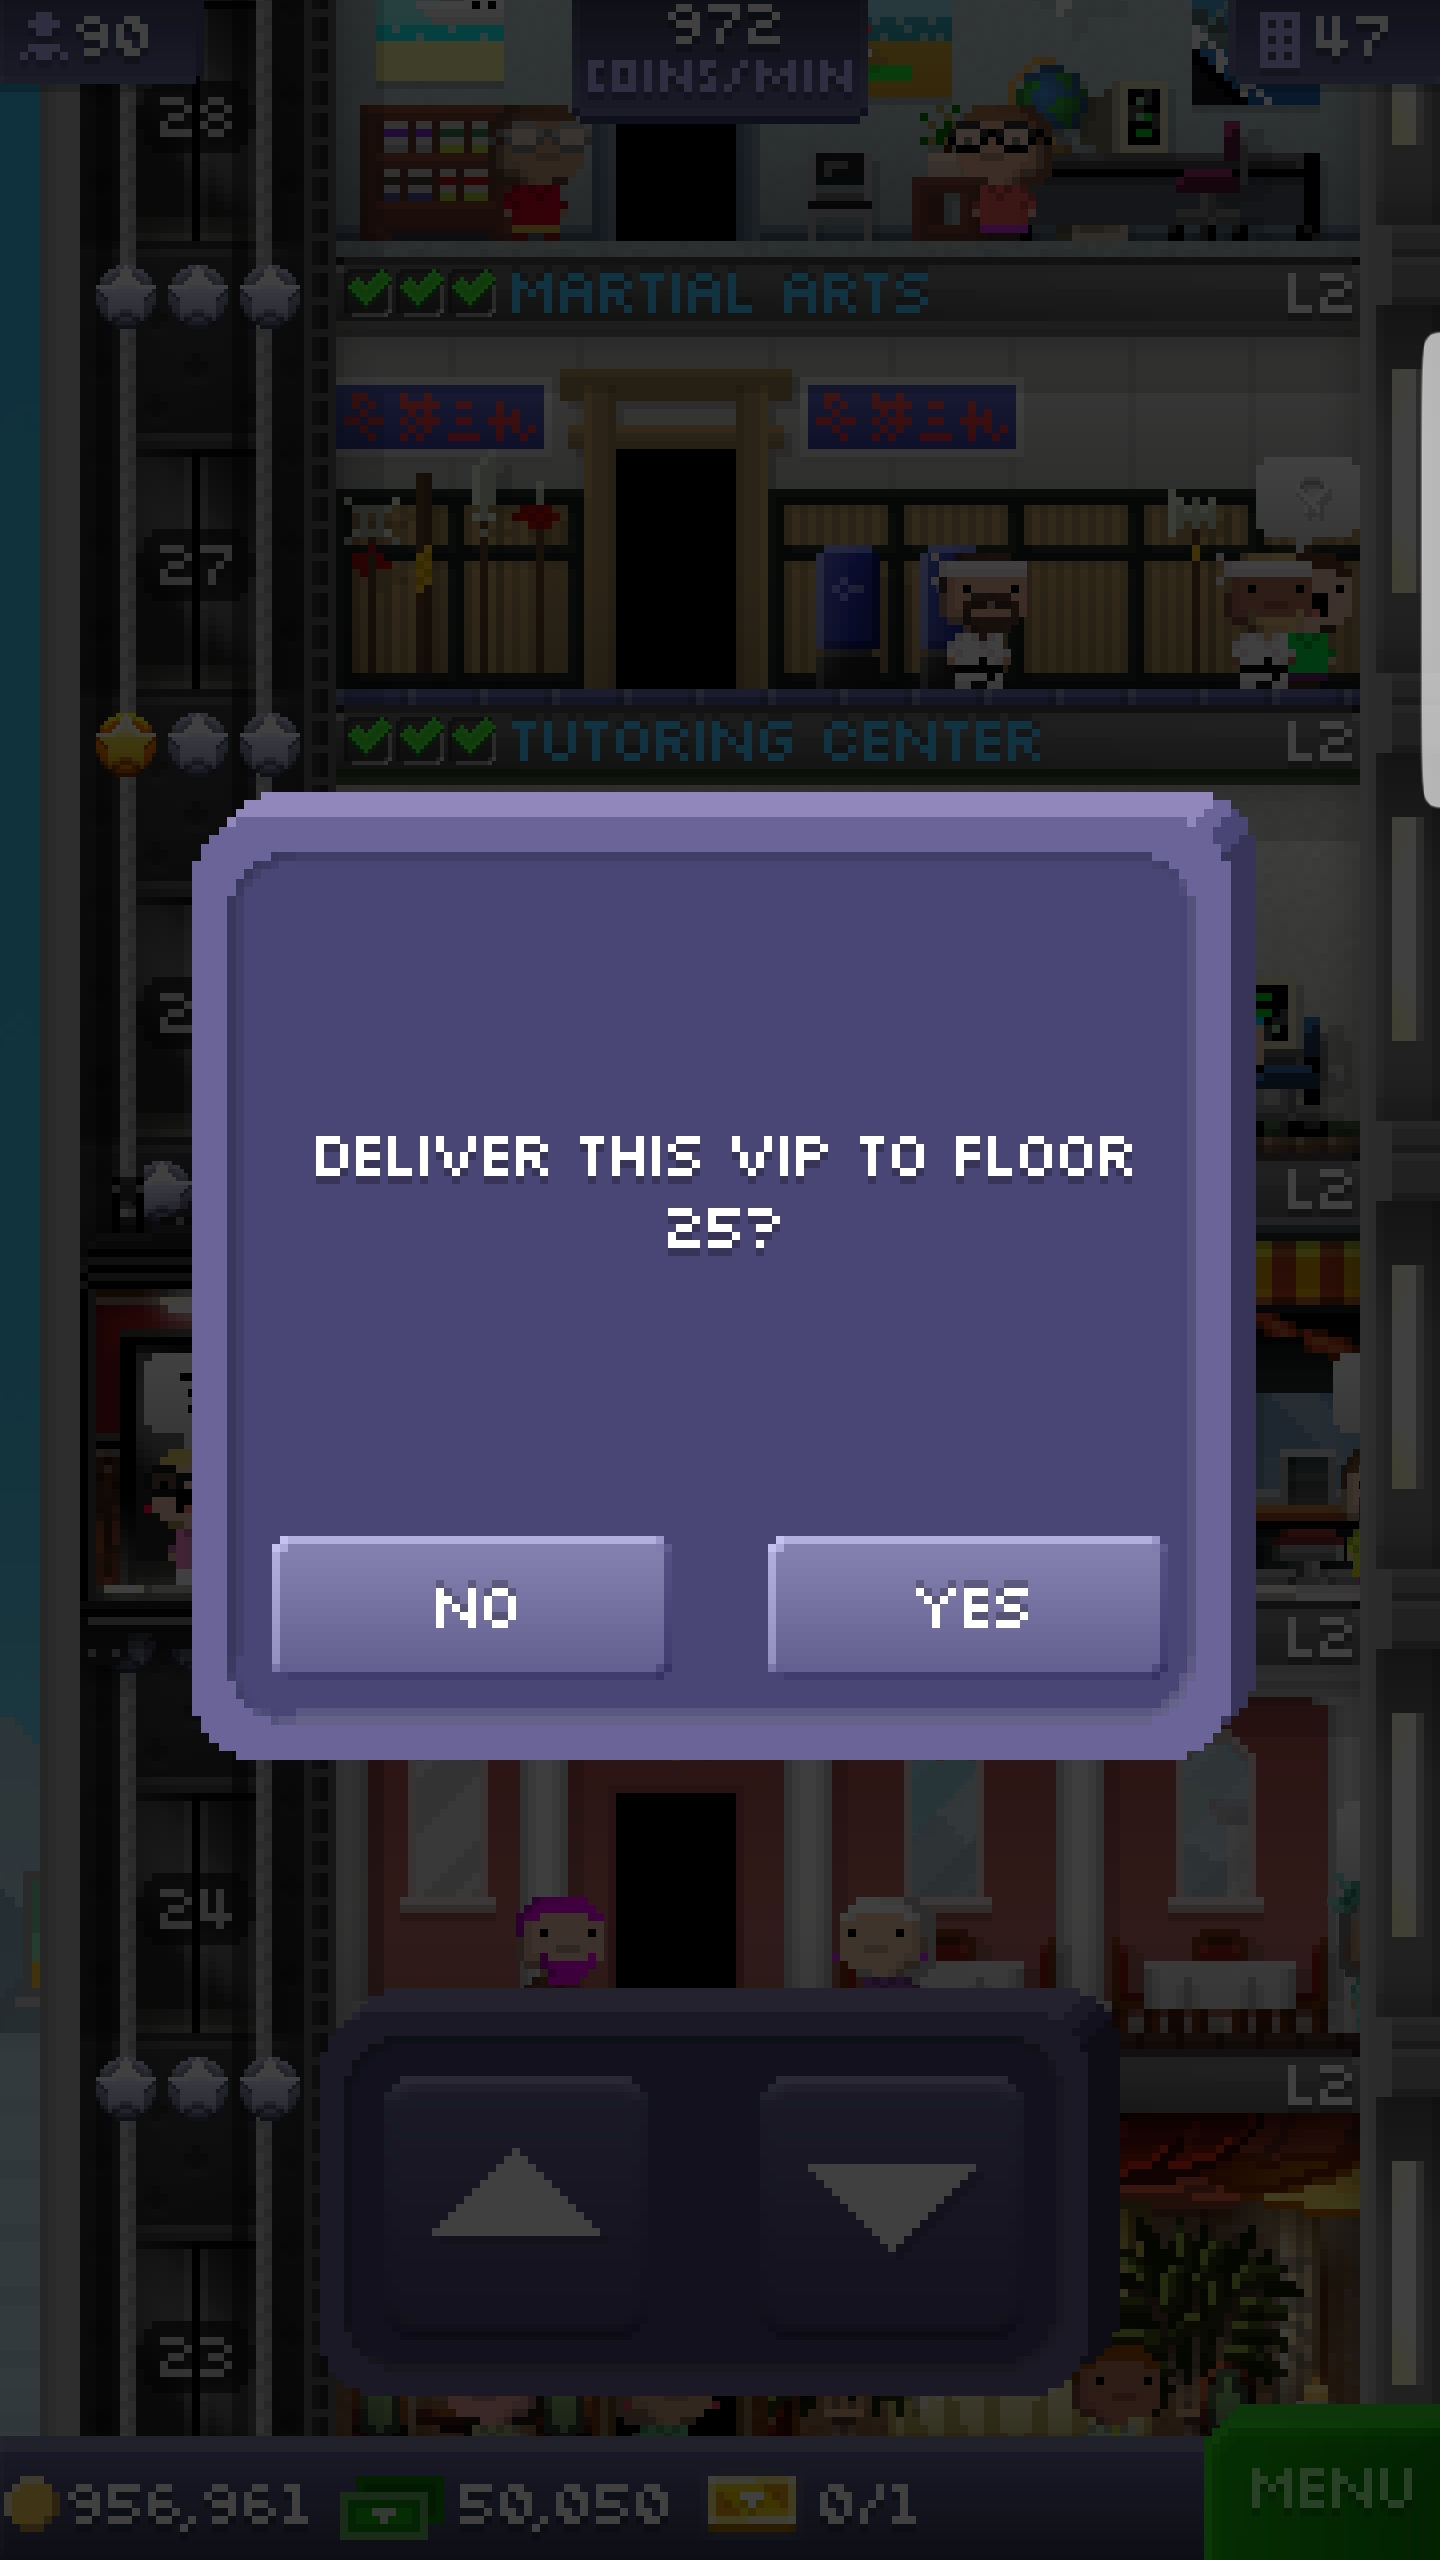 90
972
COINS/MIN
47
28
MARTIAL ARTS
L2
27
TUTORING CENTER
L2
L2
DELIVER THIS VIP TO FLOOR
25?
NO
YES
L2
24
L2
23
956,961
50,050
0/1
MENU